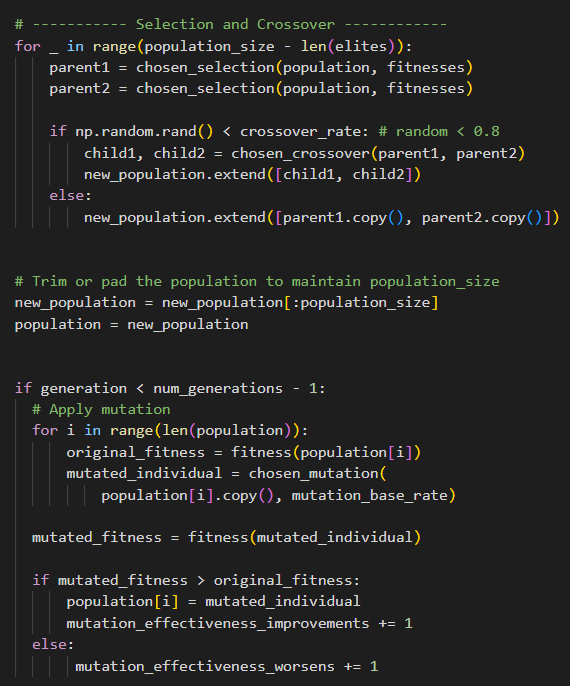 # ----------- Selection and Crossover ------------
for _ in range(population_size - len(elites)):
    parent1 = chosen_selection(population, fitnesses)
    parent2 = chosen_selection(population, fitnesses)

    if np.random.rand() < crossover_rate: # random < 0.8
        child1, child2 = chosen_crossover(parent1, parent2)
        new_population.extend([child1, child2])
    else:
        new_population.extend([parent1.copy(), parent2.copy()])


# Trim or pad the population to maintain population_size
new_population = new_population[:population_size]
population = new_population


if generation < num_generations - 1:
  # Apply mutation
  for i in range(len(population)):
      original_fitness = fitness(population[i])
      mutated_individual = chosen_mutation(
          population[i].copy(), mutation_base_rate)

  mutated_fitness = fitness(mutated_individual)

  if mutated_fitness > original_fitness:
      population[i] = mutated_individual
      mutation_effectiveness_improvements += 1
  else:
       mutation_effectiveness_worsens += 1